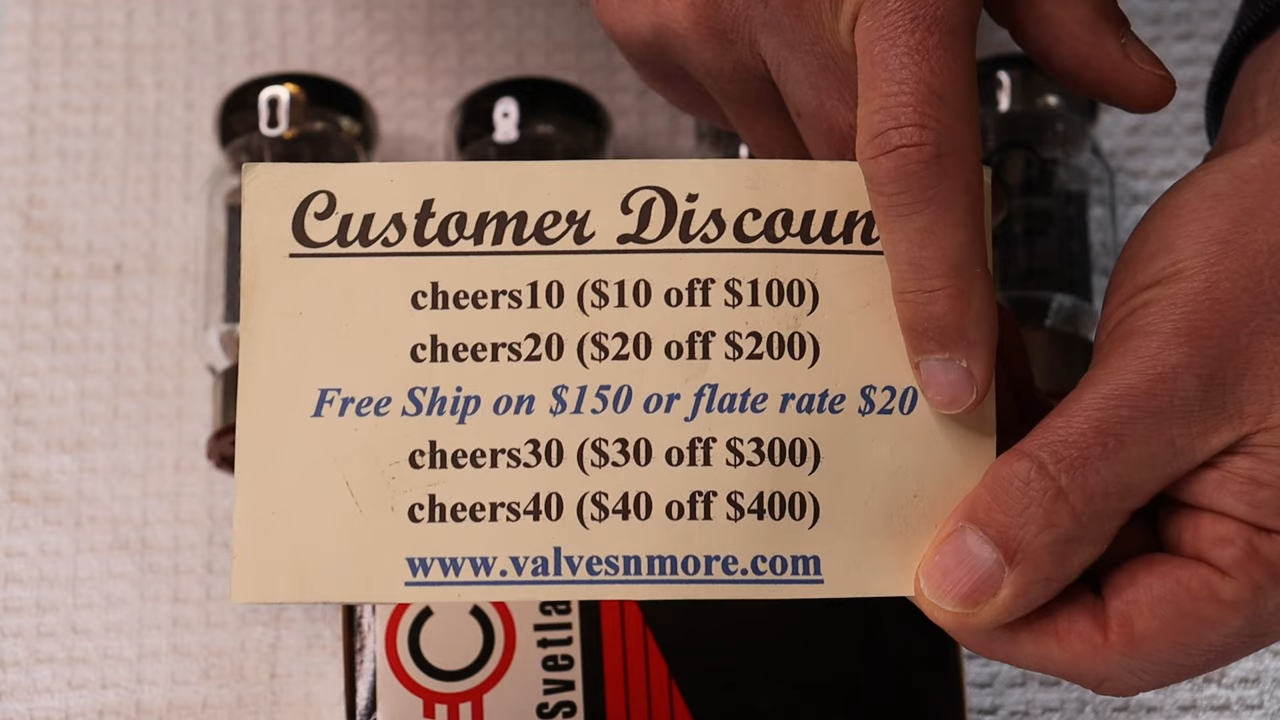 Customer Discoun
cheers10 ($10 off $100)
cheers20 ($20 off $200)
Free Ship on $150 or flate rate $20
cheers30 ($30 off $300)
cheers40 ($40 off $400)
www.valvesnmore.com
Svetla